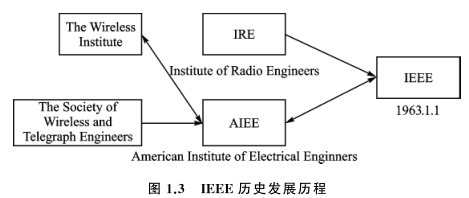 The Wireless
Institute
IRE
Institute of Radio Engineers
IEEE
1963.1.1
The Society of
Wireless and
Telegraph Engineers
AIEE
American Institute of Electrical Enginners
图 1.3 IEEE 历史发展历程